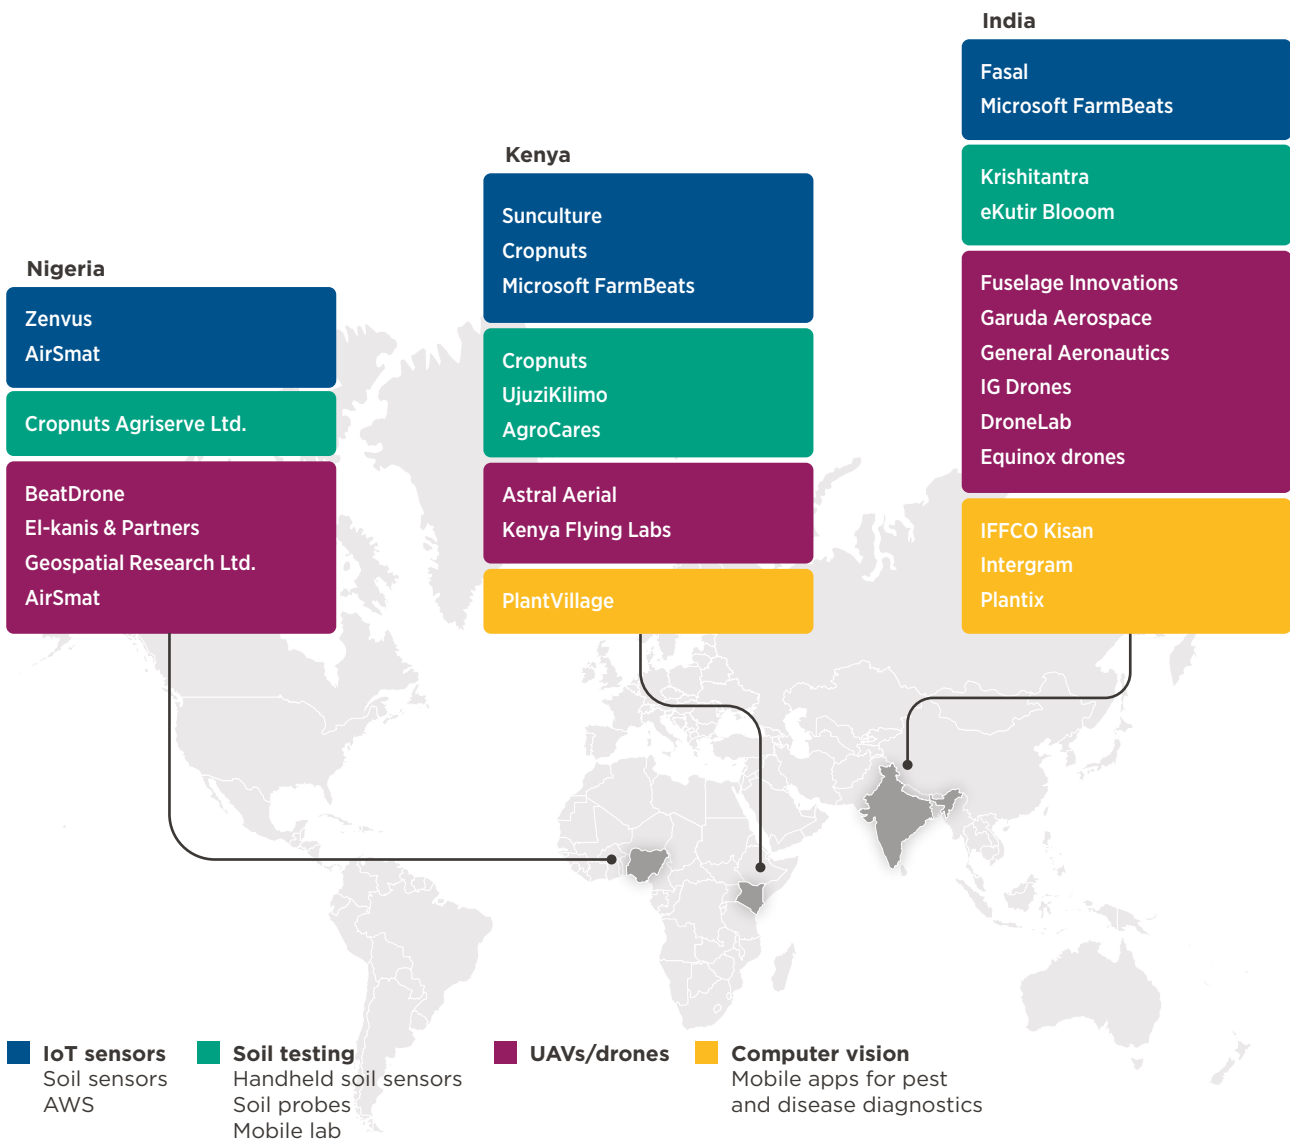 Nigeria
Zenvus
AirSmat
Cropnuts Agriserve Ltd.
BeatDrone
El-kanis & Partners
Geospatial Research Ltd.
AirSmat
Kenya
Sunculture
Cropnuts
Microsoft FarmBeats
Cropnuts
UjuziKilimo
AgroCares
Astral Aerial
Kenya Flying Labs
PlantVillage
India
Fasal
Microsoft FarmBeats
Krishitantra
eKutir Blooom
Fuselage Innovations
Garuda Aerospace
General Aeronautics
IG Drones
DroneLab
Equinox drones
IFFCO Kisan
Intergram
Plantix
IoT sensors
Soil sensors
AWS
Soil testing
Handheld soil sensors
Soil probes
Mobile lab
UAVs/drones
Computer vision
Mobile apps for pest
and disease diagnostics